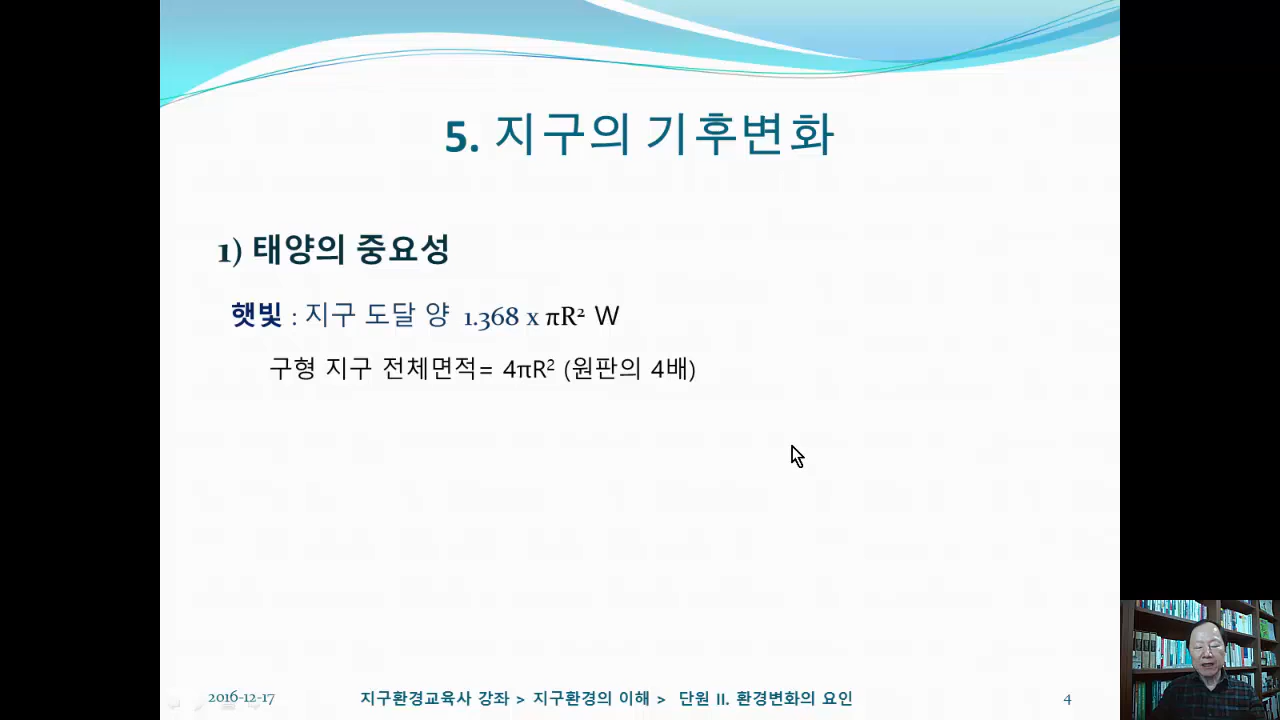 5. 지구의 기후변화
1) 태양의 중요성
햇빛 : 지구 도달 양 1.368 x πR² W
구형 지구 전체면적= 4πR² (원판의 4배)
2016-12-17
지구환경교육사 강좌 > 지구환경의 이해 > 단원 II. 환경변화의 요인
4